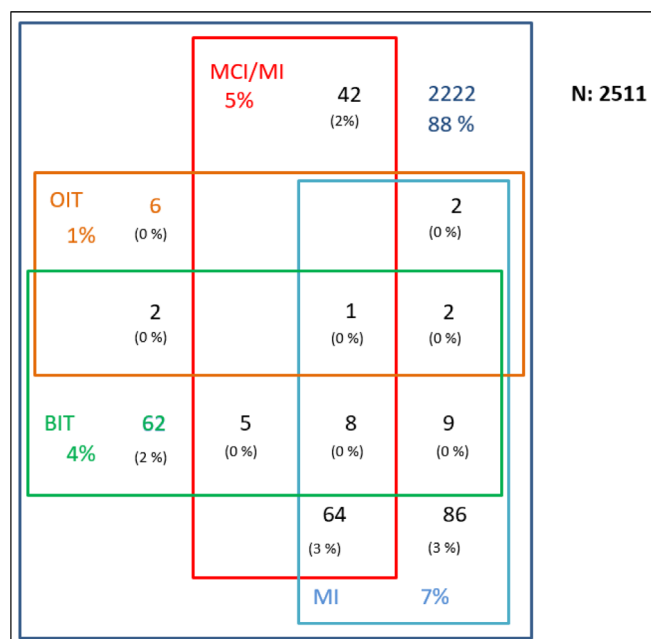 MCI/MI 42 2222 N: 2511
5% (2%) 88 %
OIT 6 2
1% (0 %) (0 %)
2 1 2
(0 %) (0 %) (0 %)
BIT 62 5 8 9
4% (2 %) (0 %) (0 %) (0 %)
64 86
(3 %) (3 %)
MI 7%